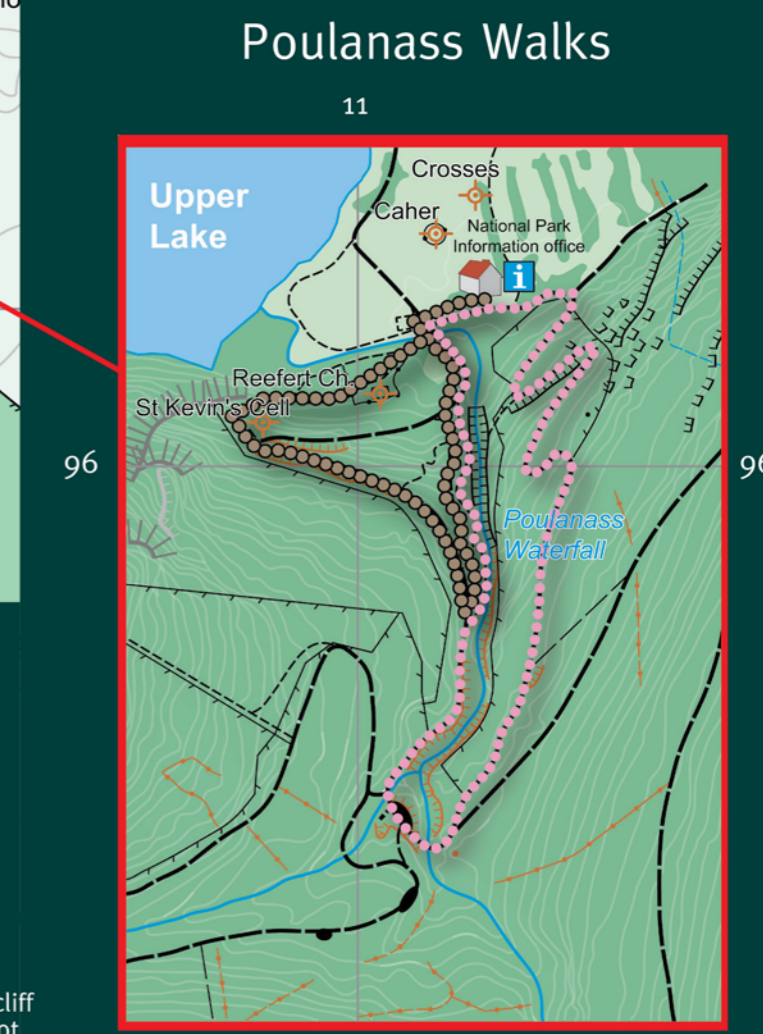 Poulanass Walks
11
Crosses
Upper
Lake
Caher
National Park
Information office
i
Reefert Ch.
St Kevin's Cell
96
96
Poulanass
Waterfall
cliff